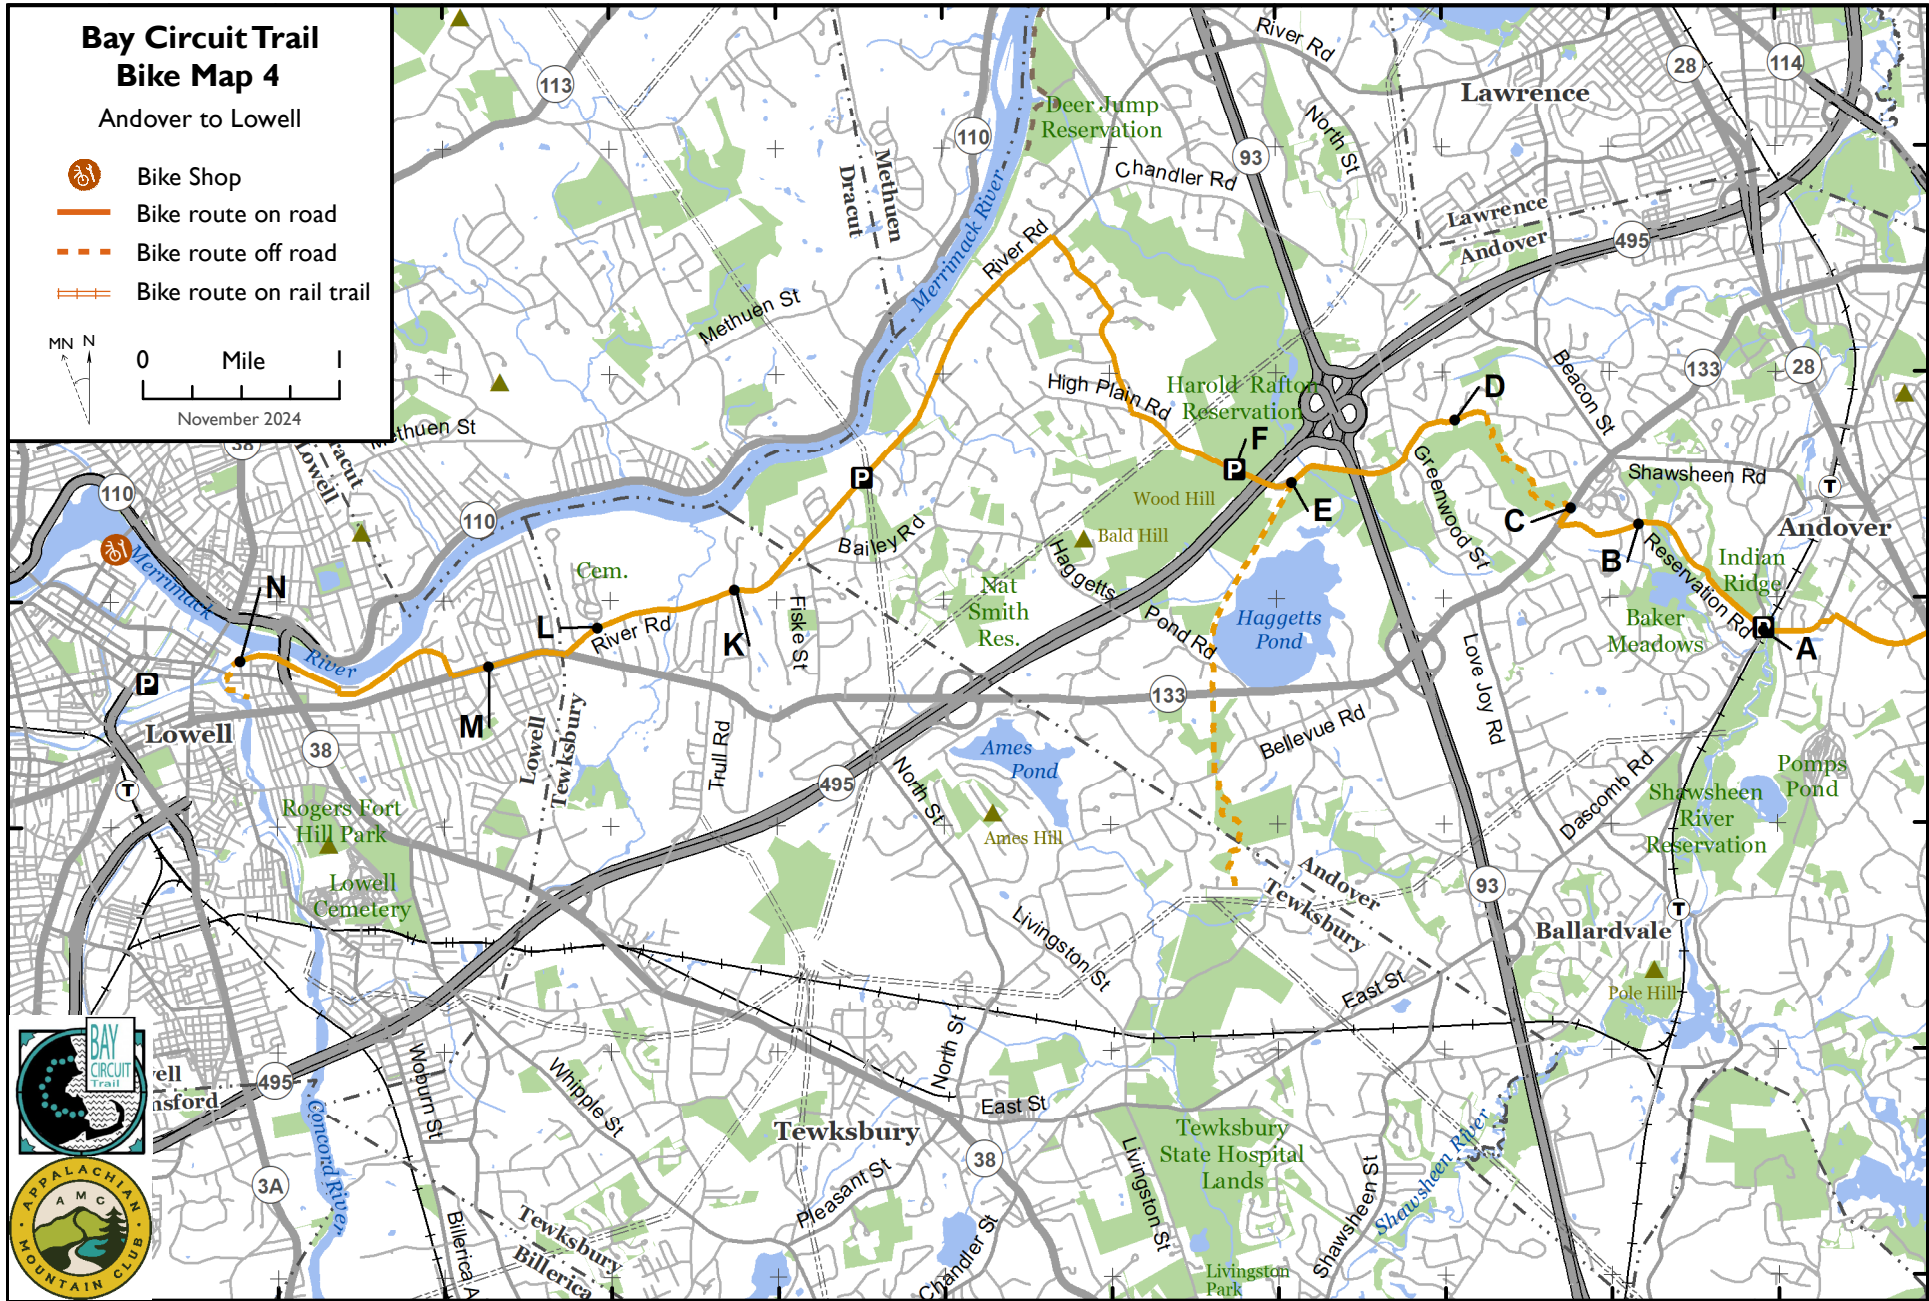 Bay Circuit Trail
Bike Map 4
Andover to Lowell
Bike Shop
Bike route on road
Bike route off road
Bike route on rail trail
MN N
0 Mile 1
November 2024
113
110
Methuen
Dracut
Merrimack River
Deer Jump
Reservation
River Rd
93
North St
Chandler Rd
Lawrence
28
114
Lawrence
Andover
495
River Rd
Methuen St
Methuen St
High Plain Rd
Harold Rafton
Reservation
Beacon St
133
28
D
F
P
Wood Hill
E
Bald Hill
Greenwood St
Shawsheen Rd
T
Andover
C
B
Reservation Rd
Indian
Ridge
Baker
Meadows
P
A
38
Dracut
Lowell
110
110
Merrimack
River
N
P
Lowell
T
38
Cem.
L
River Rd
K
M
P
Bailey Rd
Fiske St
Nat
Smith
Res.
Haggetts
Pond Rd
Haggetts
Pond
133
Love Joy Rd
Bellevue Rd
Dascomb Rd
Pomps
Pond
Shawsheen
River
Reservation
Lowell
Tewksbury
Trull Rd
495
North St
Ames
Pond
Ames Hill
Andover
Tewksbury
93
T
Ballardvale
Pole Hill
Rogers Fort
Hill Park
Lowell
Cemetery
Livingston St
East St
North St
East St
Tewksbury
38
Tewksbury
State Hospital
Lands
Livingston St
Livingston
Park
Shawsheen St
Shawsheen River
Woburn St
Whipple St
Pleasant St
Chandler St
Tewksbury
Billerica
Billerica A
Concord River
495
3A
ell
nsford
BAY
CIRCUIT
Trail
APPALACHIAN
AMC
MOUNTAIN CLUB